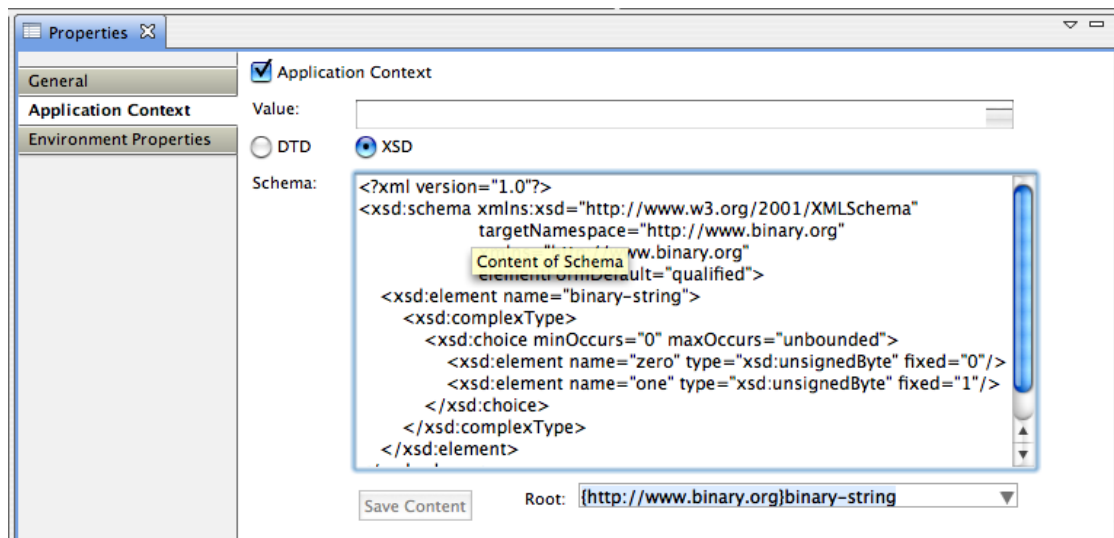 Properties
General
Application Context
Environment Properties
Application Context
Value:
DTD
XSD
Schema:
<?xml version="1.0"?>
<xsd:schema xmlns:xsd="http://www.w3.org/2001/XMLSchema"
targetNamespace="http://www.binary.org"
ww.binary.org"
Content of Schema
elementFormDefault="qualified">
<xsd:element name="binary-string">
<xsd:complexType>
<xsd:choice minOccurs="0" maxOccurs="unbounded">
<xsd:element name="zero" type="xsd:unsignedByte" fixed="0"/>
<xsd:element name="one" type="xsd:unsignedByte" fixed="1"/>
</xsd:choice>
</xsd:complexType>
</xsd:element>
Save Content
Root:
{http://www.binary.org}binary-string